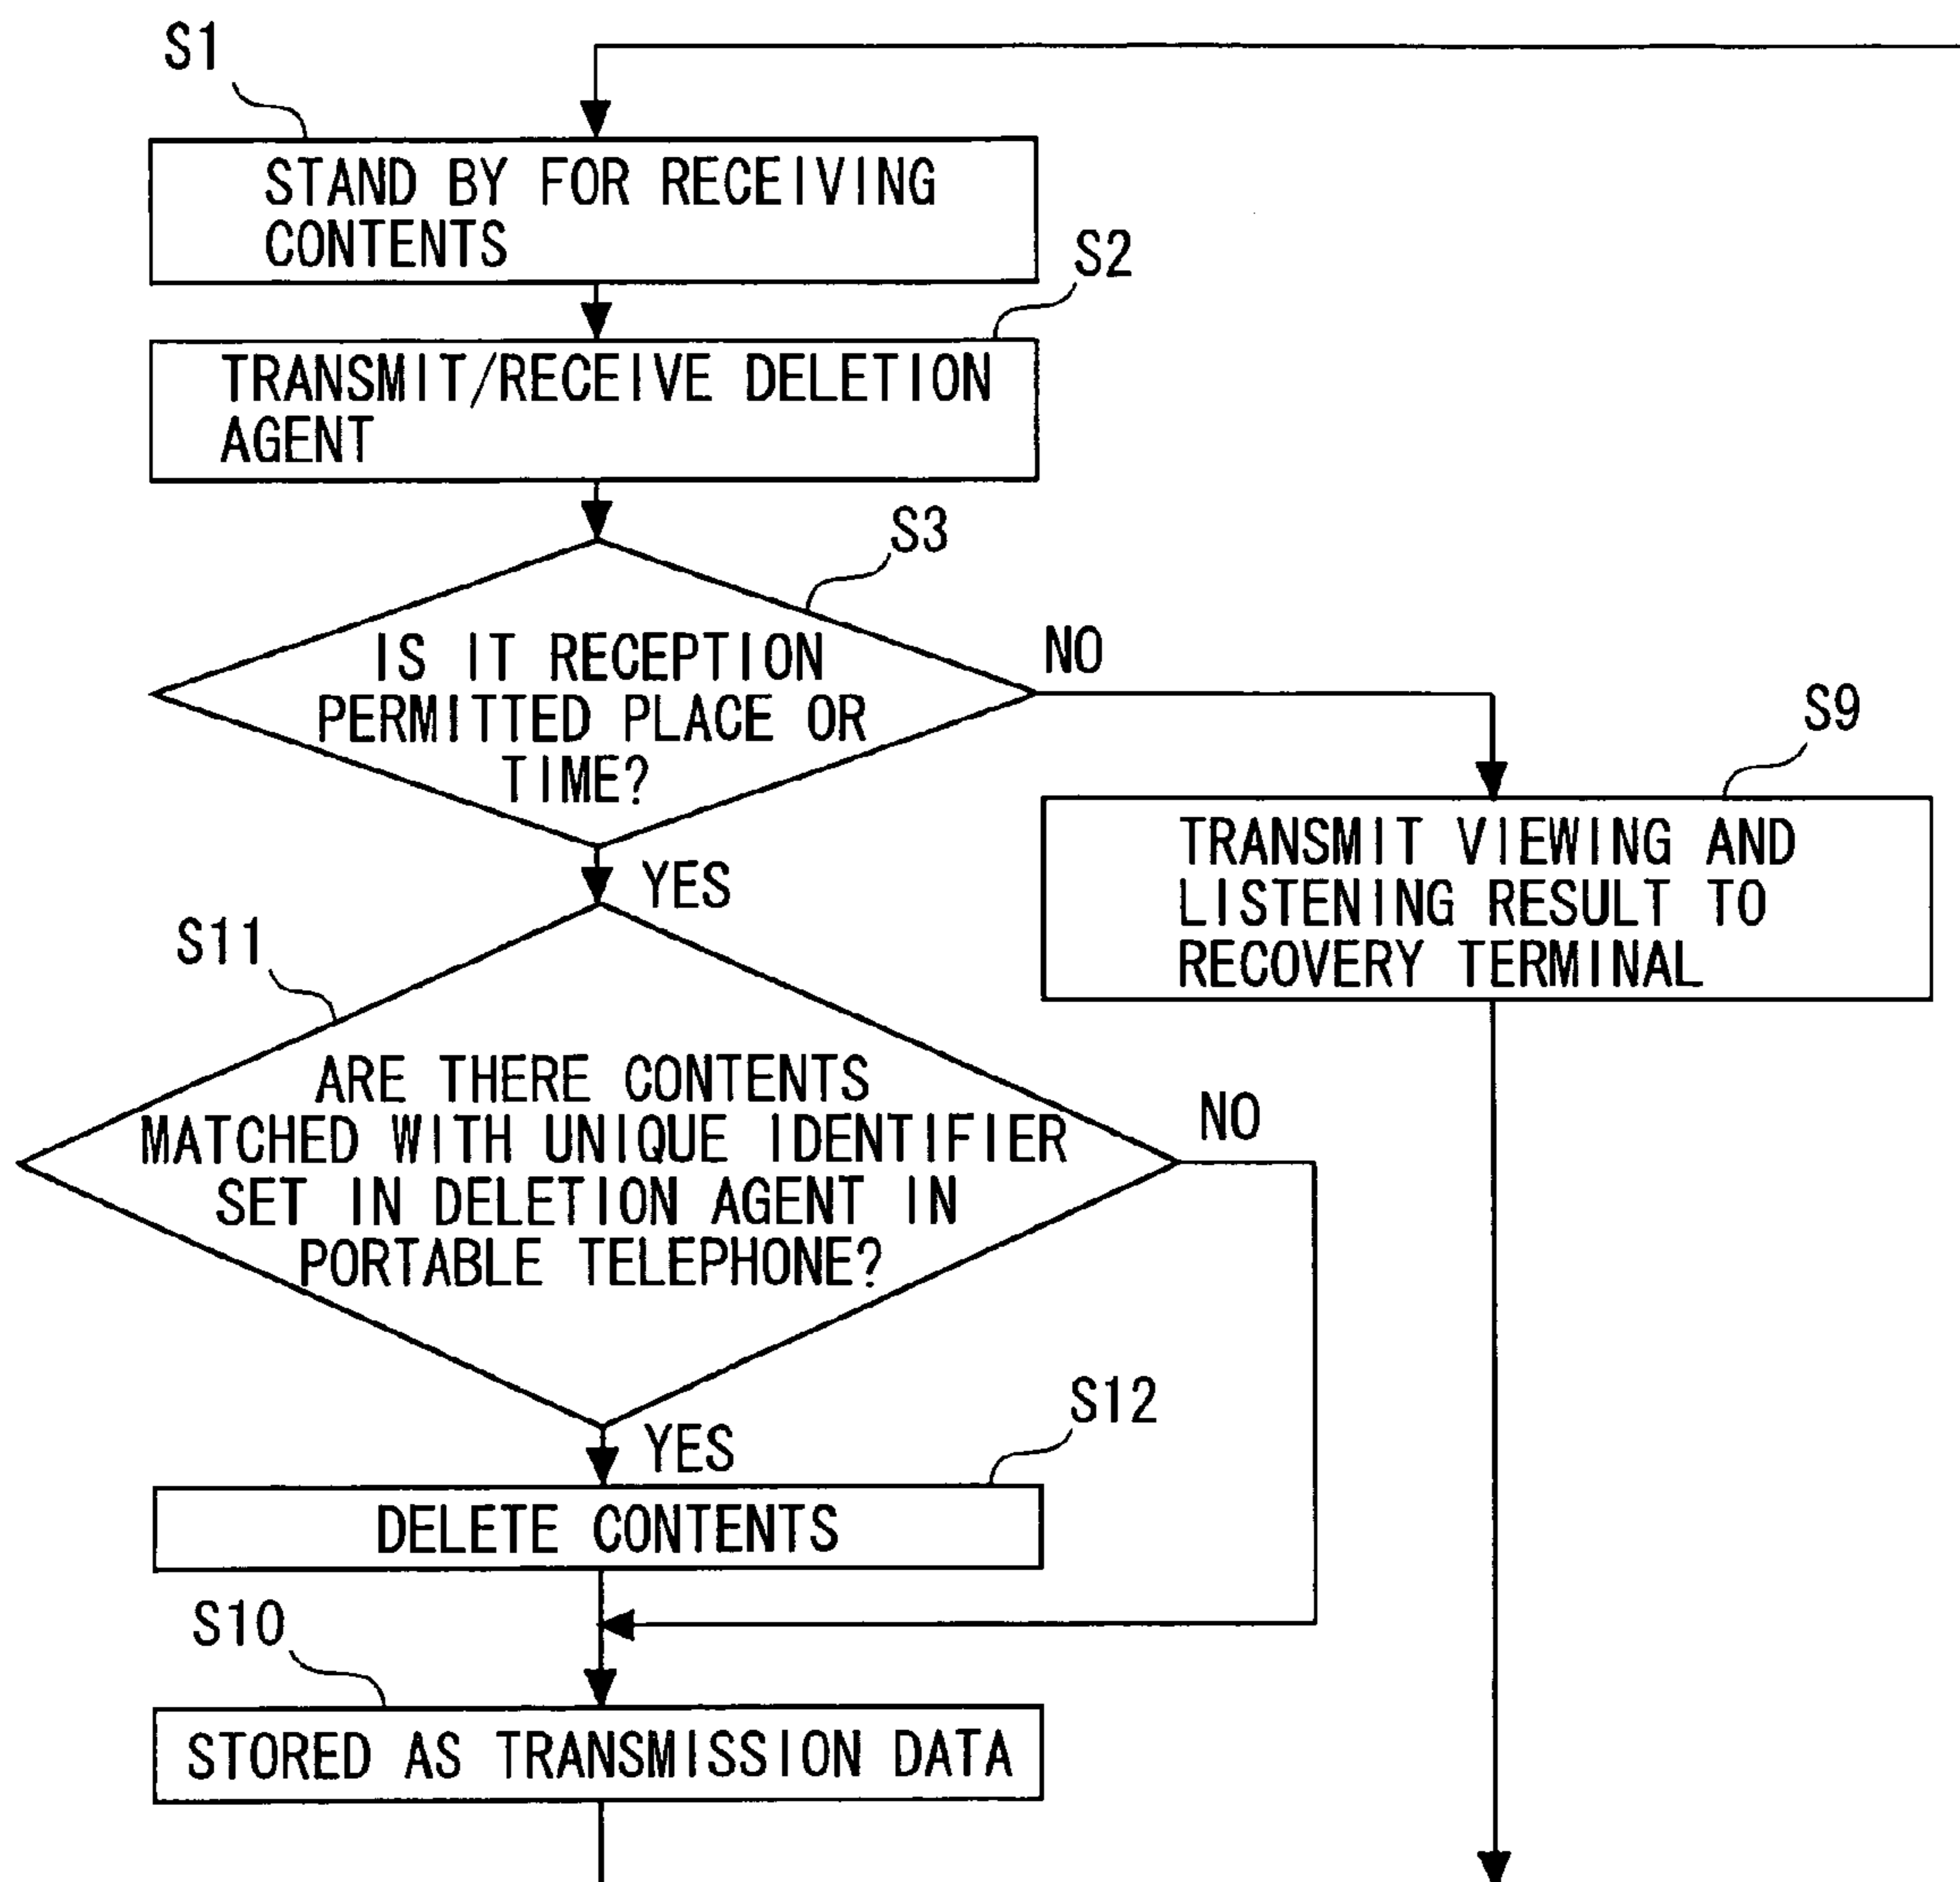 S1
STAND BY FOR RECEIVING
CONTENTS
S2
TRANSMIT/RECEIVE DELETION
AGENT
S3
IS IT RECEPTION
PERMITTED PLACE OR
TIME?
NO
S9
TRANSMIT VIEWING AND
LISTENING RESULT TO
RECOVERY TERMINAL
YES
S11
ARE THERE CONTENTS
MATCHED WITH UNIQUE IDENTIFIER
SET IN DELETION AGENT IN
PORTABLE TELEPHONE?
NO
YES
S12
DELETE CONTENTS
S10
STORED AS TRANSMISSION DATA